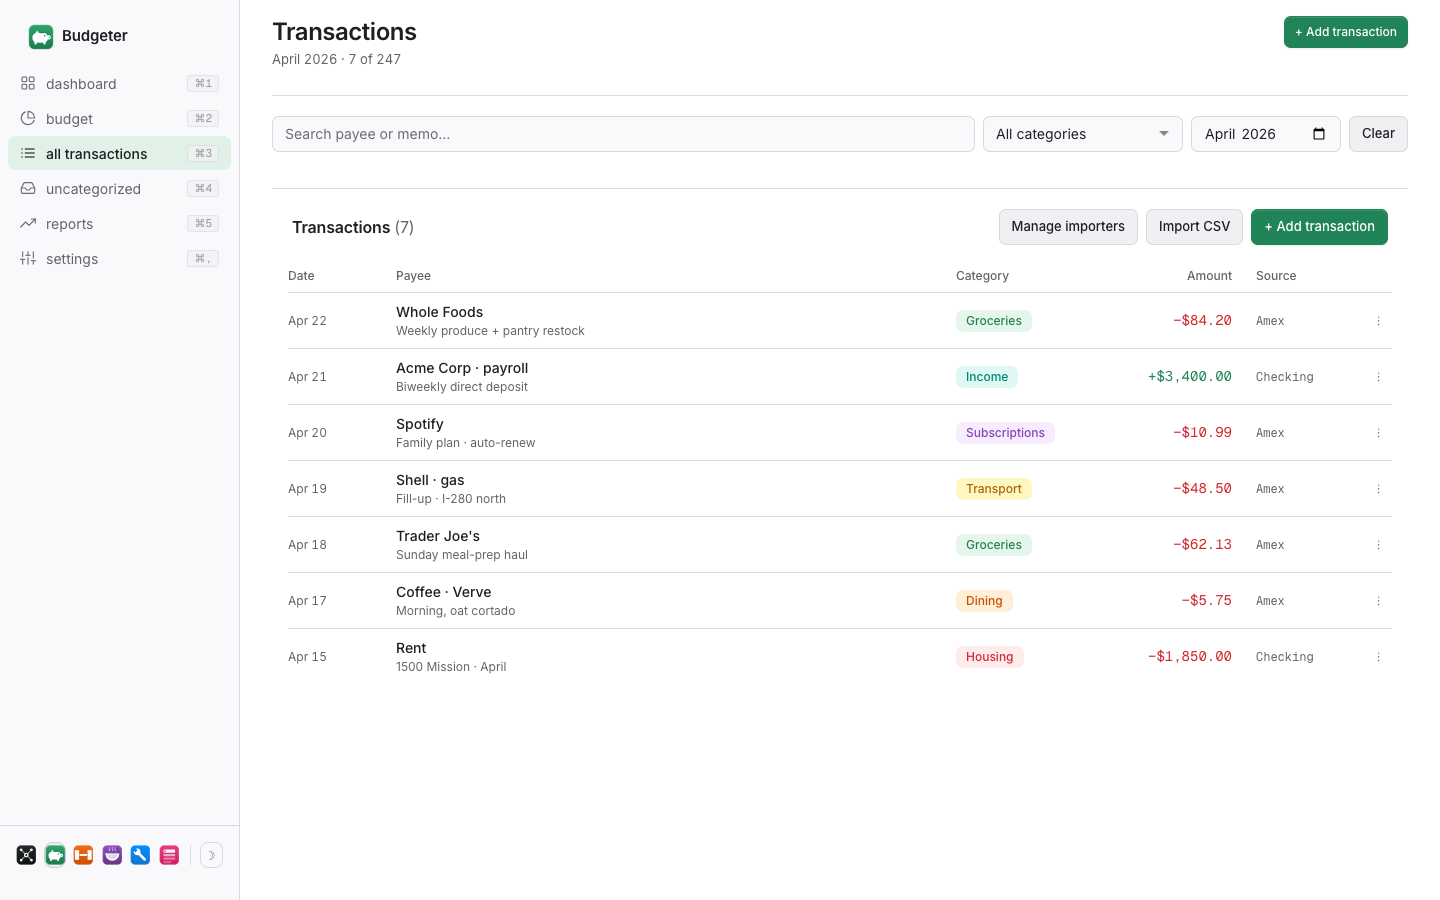 Budgeter
dashboard ⌘1
budget ⌘2
all transactions ⌘3
uncategorized ⌘4
reports ⌘5
settings ⌘,
Transactions
+ Add transaction
April 2026 · 7 of 247
Search payee or memo...
All categories
April 2026
Clear
Transactions (7)
Manage importers
Import CSV
+ Add transaction
Date Payee Category Amount Source
Apr 22 Whole Foods Groceries −$84.20 Amex
Weekly produce + pantry restock
Apr 21 Acme Corp · payroll Income +$3,400.00 Checking
Biweekly direct deposit
Apr 20 Spotify Subscriptions −$10.99 Amex
Family plan · auto-renew
Apr 19 Shell · gas Transport −$48.50 Amex
Fill-up · I-280 north
Apr 18 Trader Joe's Groceries −$62.13 Amex
Sunday meal-prep haul
Apr 17 Coffee · Verve Dining −$5.75 Amex
Morning, oat cortado
Apr 15 Rent Housing −$1,850.00 Checking
1500 Mission · April